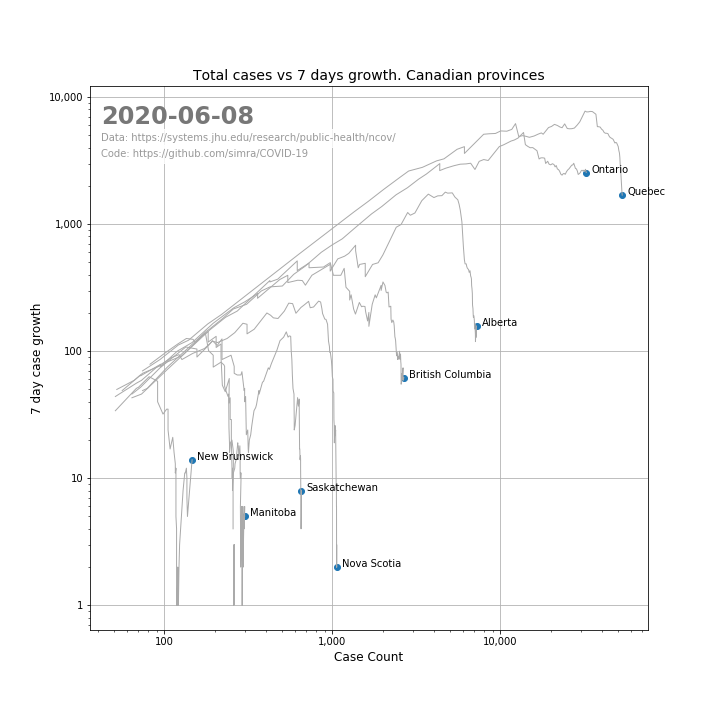 Total cases vs 7 days growth. Canadian provinces
10,000
2020-06-08
Data: https://systems.jhu.edu/research/public-health/ncov/
Code: https://github.com/simra/COVID-19
Ontario
Quebec
1,000
7 day case growth
Alberta
100
British Columbia
New Brunswick
10
Saskatchewan
Manitoba
Nova Scotia
1
100
1,000
10,000
Case Count